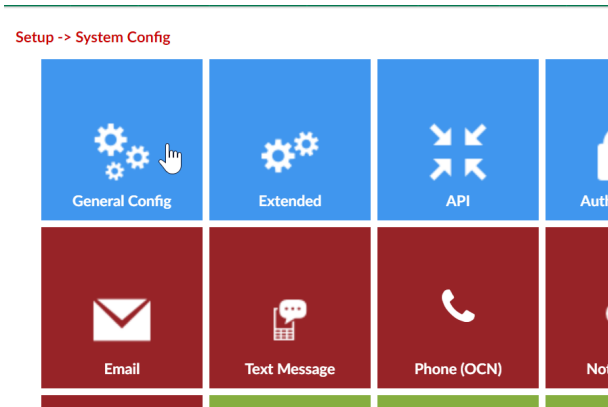 Setup -> System Config
General Config
Extended
API
Email
Text Message
Phone (OCN)